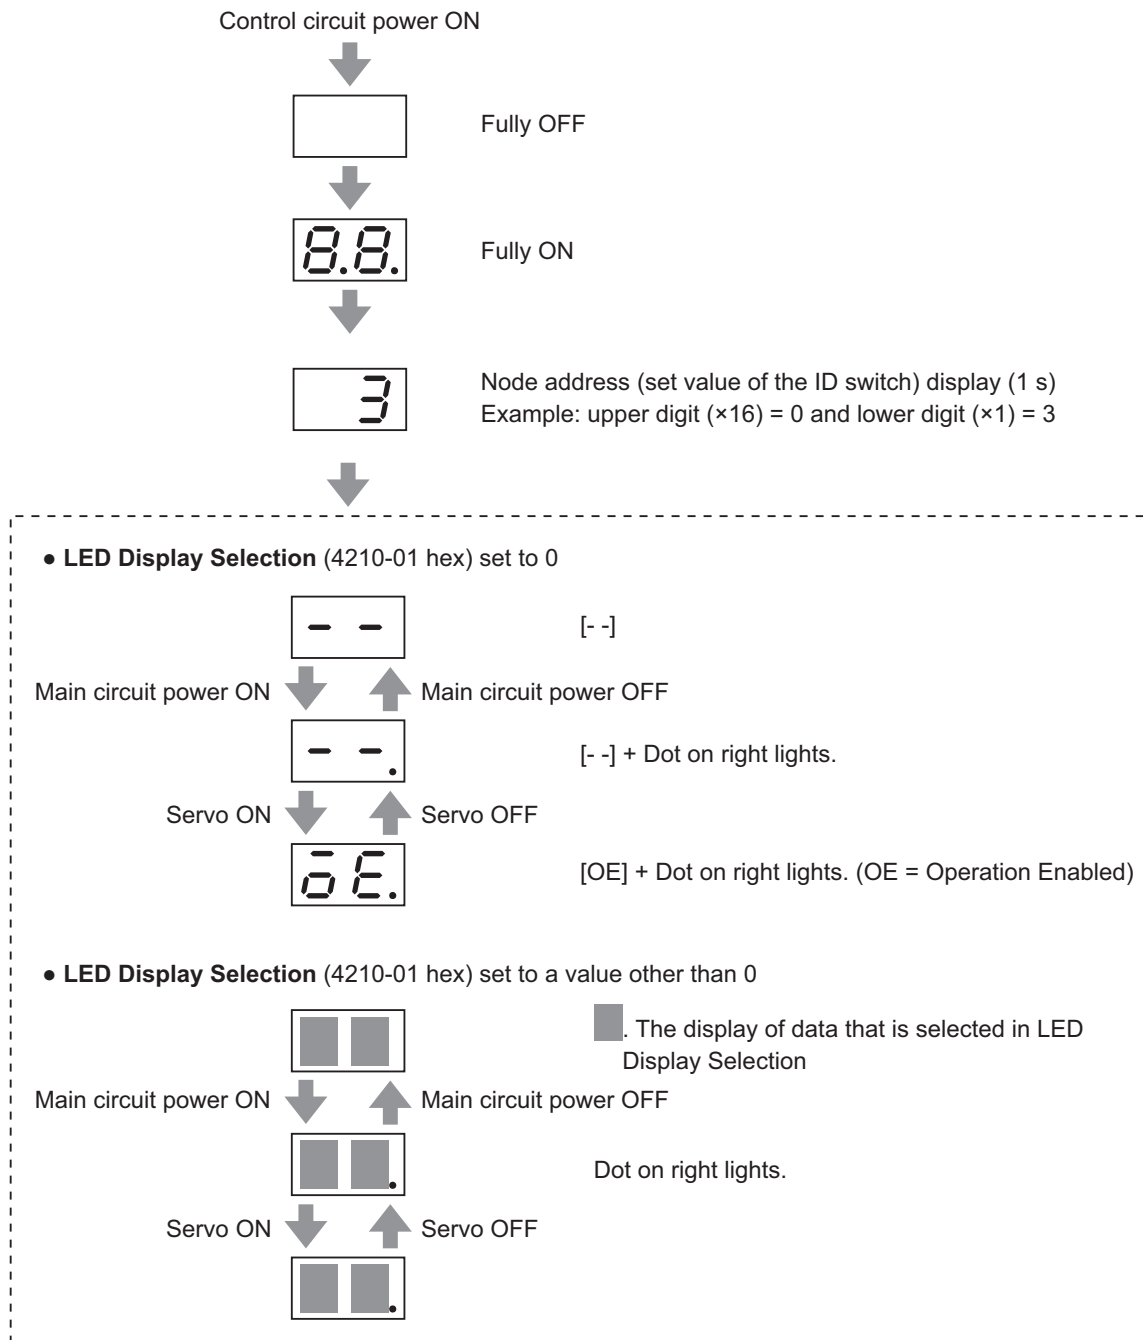 Control circuit power ON
Fully OFF
8.8.
Fully ON
3
Node address (set value of the ID switch) display (1 s)
Example: upper digit (×16) = 0 and lower digit (×1) = 3
● LED Display Selection (4210-01 hex) set to 0
- -
[- -]
Main circuit power ON
Main circuit power OFF
- -.
[- -] + Dot on right lights.
Servo ON
Servo OFF
oE.
[OE] + Dot on right lights. (OE = Operation Enabled)
● LED Display Selection (4210-01 hex) set to a value other than 0
. The display of data that is selected in LED
Display Selection
Main circuit power ON
Main circuit power OFF
Dot on right lights.
Servo ON
Servo OFF